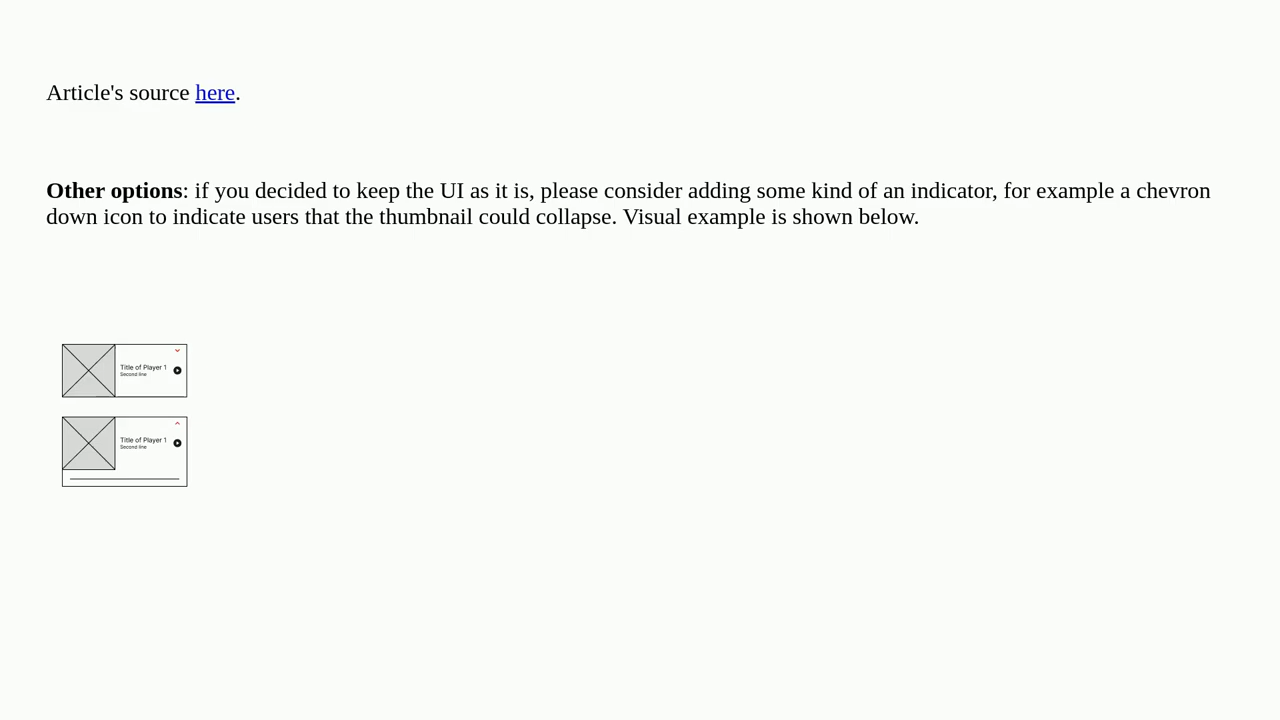 Article's source here.
Other options: if you decided to keep the UI as it is, please consider adding some kind of an indicator, for example a chevron
down icon to indicate users that the thumbnail could collapse. Visual example is shown below.
Title of Player 1
Second line
Title of Player 1
Second line